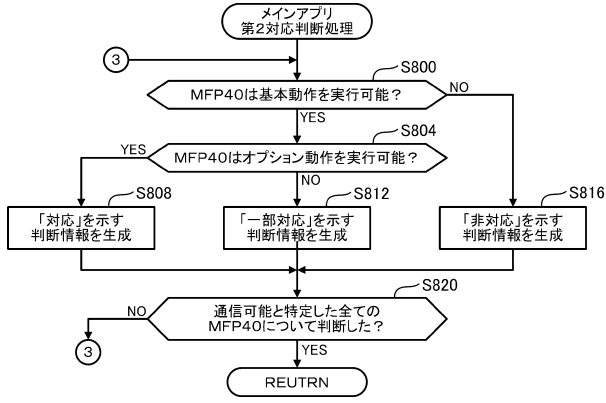 メインアプリ
第2対応判断処理
3
S800
MFP40は基本動作を実行可能？
NO
YES
S804
YES
MFP40はオプション動作を実行可能？
NO
S808
S812
S816
「対応」を示す
判断情報を生成
「一部対応」を示す
判断情報を生成
「非対応」を示す
判断情報を生成
S820
NO
通信可能と特定した全ての
MFP40について判断した？
3
YES
REUTRN